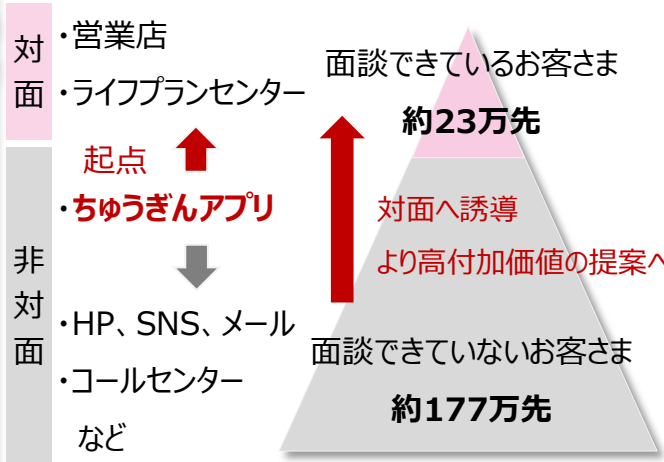 対面
・営業店
・ライフプランセンター
起点
・ちゅうぎんアプリ
非対面
・HP、SNS、メール
・コールセンター
など
面談できているお客さま
約23万先
対面へ誘導
より高付加価値の提案へ
面談できていないお客さま
約177万先